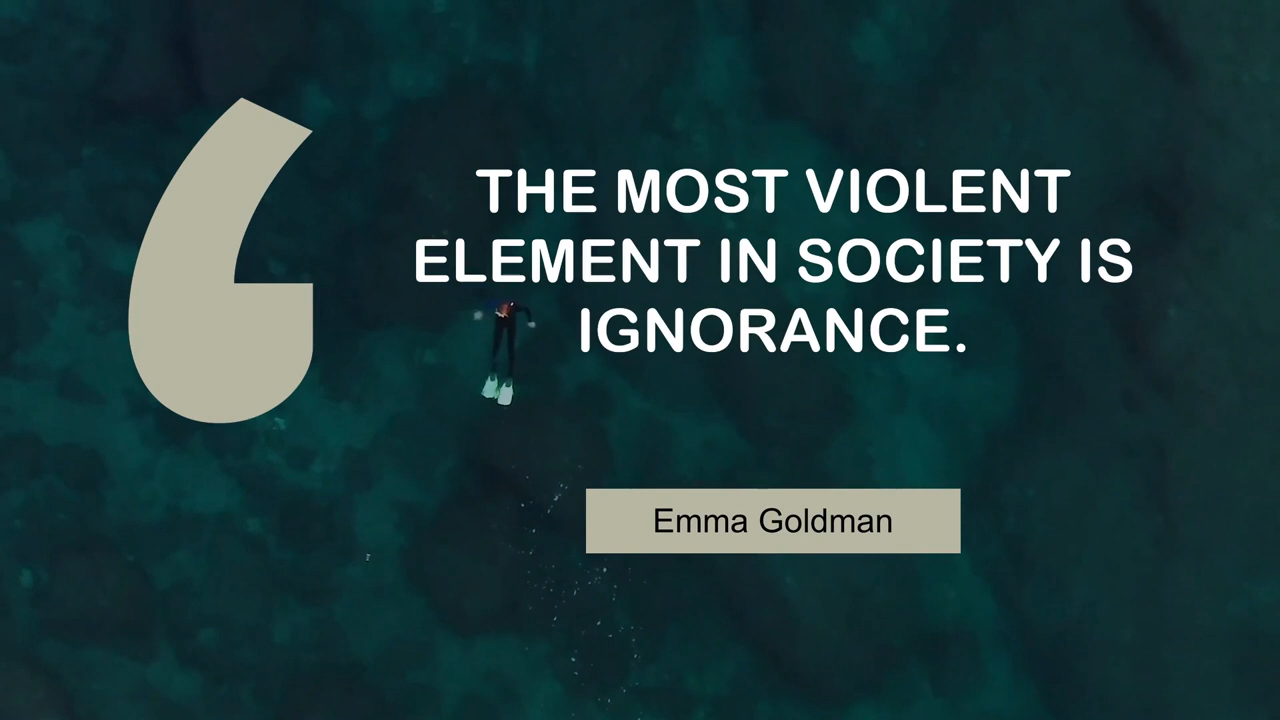 THE MOST VIOLENT
ELEMENT IN SOCIETY IS
IGNORANCE.
Emma Goldman